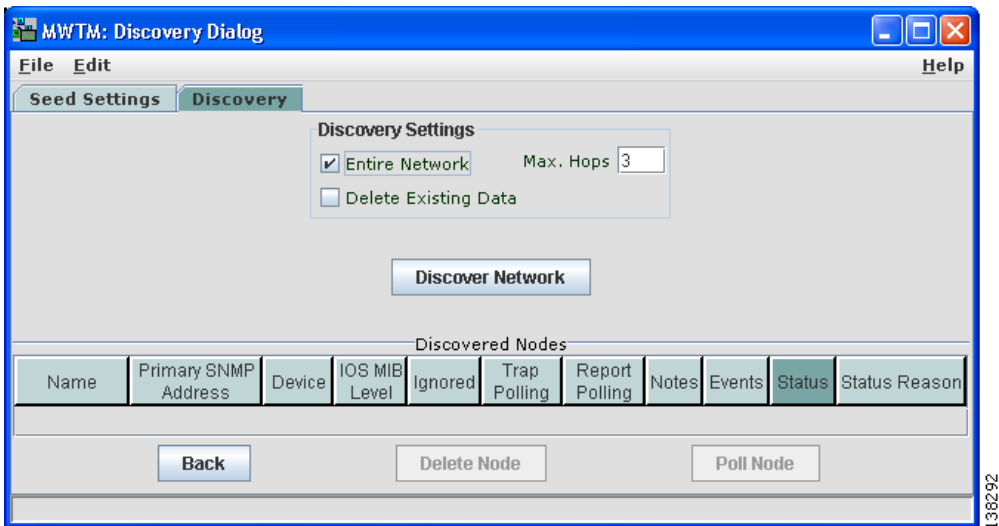 MWTM: Discovery Dialog
File Edit Help
Seed Settings Discovery
Discovery Settings
Entire Network Max. Hops 3
Delete Existing Data
Discover Network
Discovered Nodes
Name Primary SNMP Address Device IOS MIB Level Ignored Trap Polling Report Polling Notes Events Status Status Reason
Back Delete Node Poll Node
138292